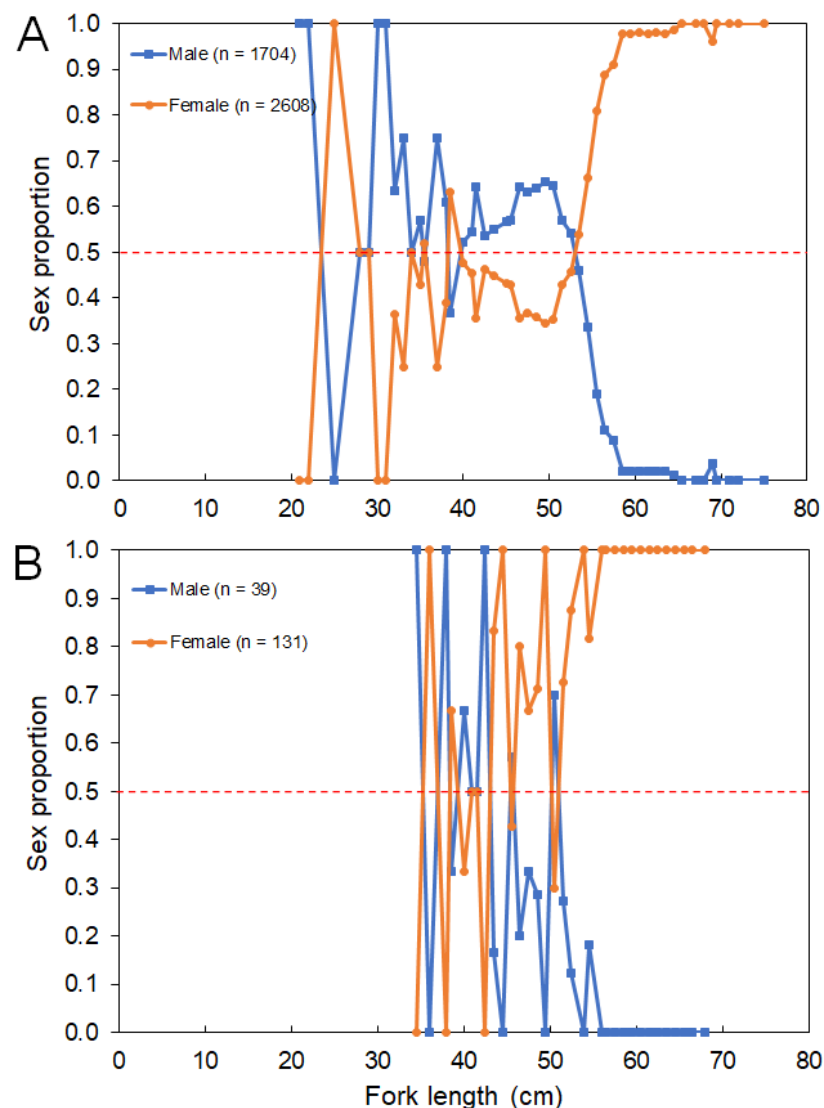 A
Male (n = 1704)
Female (n = 2608)
Sex proportion
1.0
0.9
0.8
0.7
0.6
0.5
0.4
0.3
0.2
0.1
0.0
0 10 20 30 40 50 60 70 80
B
Male (n = 39)
Female (n = 131)
Sex proportion
1.0
0.9
0.8
0.7
0.6
0.5
0.4
0.3
0.2
0.1
0.0
0 10 20 30 40 50 60 70 80
Fork length (cm)